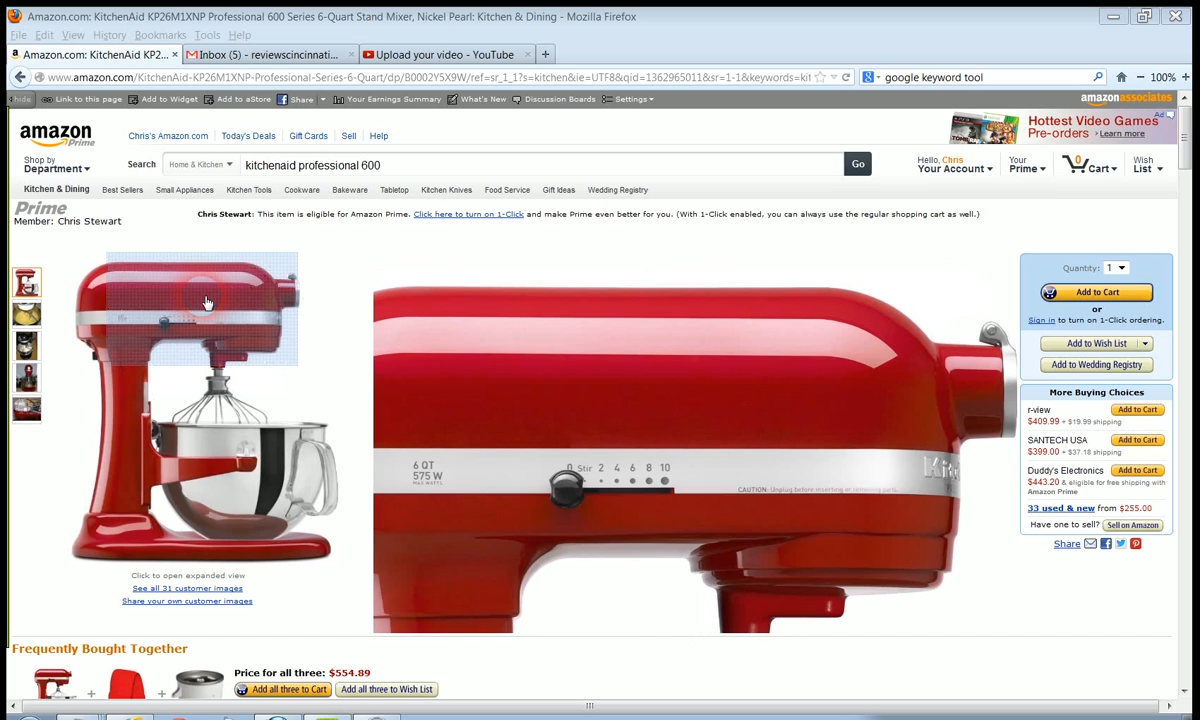 Amazon.com: KitchenAid KP26M1XNP Professional 600 Series 6-Quart Stand Mixer, Nickel Pearl: Kitchen & Dining - Mozilla Firefox
File Edit View History Bookmarks Tools Help
Amazon.com: KitchenAid KP2... × Inbox (5) - reviewscincinnati... × Upload your video - YouTube × +
www.amazon.com/KitchenAid-KP26M1XNP-Professional-Series-6-Quart/dp/B0002Y5X9W/ref=sr_1_1?s=kitchen&ie=UTF8&qid=1362965011&sr=1-1&keywords=kit google keyword tool 100%
hide Link to this page Add to Widget Add to aStore Share Your Earnings Summary What's New Discussion Boards Settings amazonassociates
amazon Prime
Chris's Amazon.com Today's Deals Gift Cards Sell Help
Hottest Video Games
Pre-orders › Learn more
Ad
Shop by
Department
Search Home & Kitchen kitchenaid professional 600 Go
Hello, Chris
Your Account
Your
Prime
0
Cart
Wish
List
Kitchen & Dining Best Sellers Small Appliances Kitchen Tools Cookware Bakeware Tabletop Kitchen Knives Food Service Gift Ideas Wedding Registry
Prime
Member: Chris Stewart
Chris Stewart: This item is eligible for Amazon Prime. Click here to turn on 1-Click and make Prime even better for you. (With 1-Click enabled, you can always use the regular shopping cart as well.)
6 QT
575 W
MAX WATTS
0 Stir 2 4 6 8 10
CAUTION: Unplug before inserting or removing parts.
Click to open expanded view
See all 31 customer images
Share your own customer images
Quantity: 1
Add to Cart
or
Sign in to turn on 1-Click ordering.
Add to Wish List
Add to Wedding Registry
More Buying Choices
r-view Add to Cart
$409.99 + $19.99 shipping
SANTECH USA Add to Cart
$399.00 + $37.18 shipping
Duddy's Electronics Add to Cart
$443.20 & eligible for free shipping with
Amazon Prime
33 used & new from $255.00
Have one to sell? Sell on Amazon
Share
Frequently Bought Together
Price for all three: $554.89
Add all three to Cart Add all three to Wish List